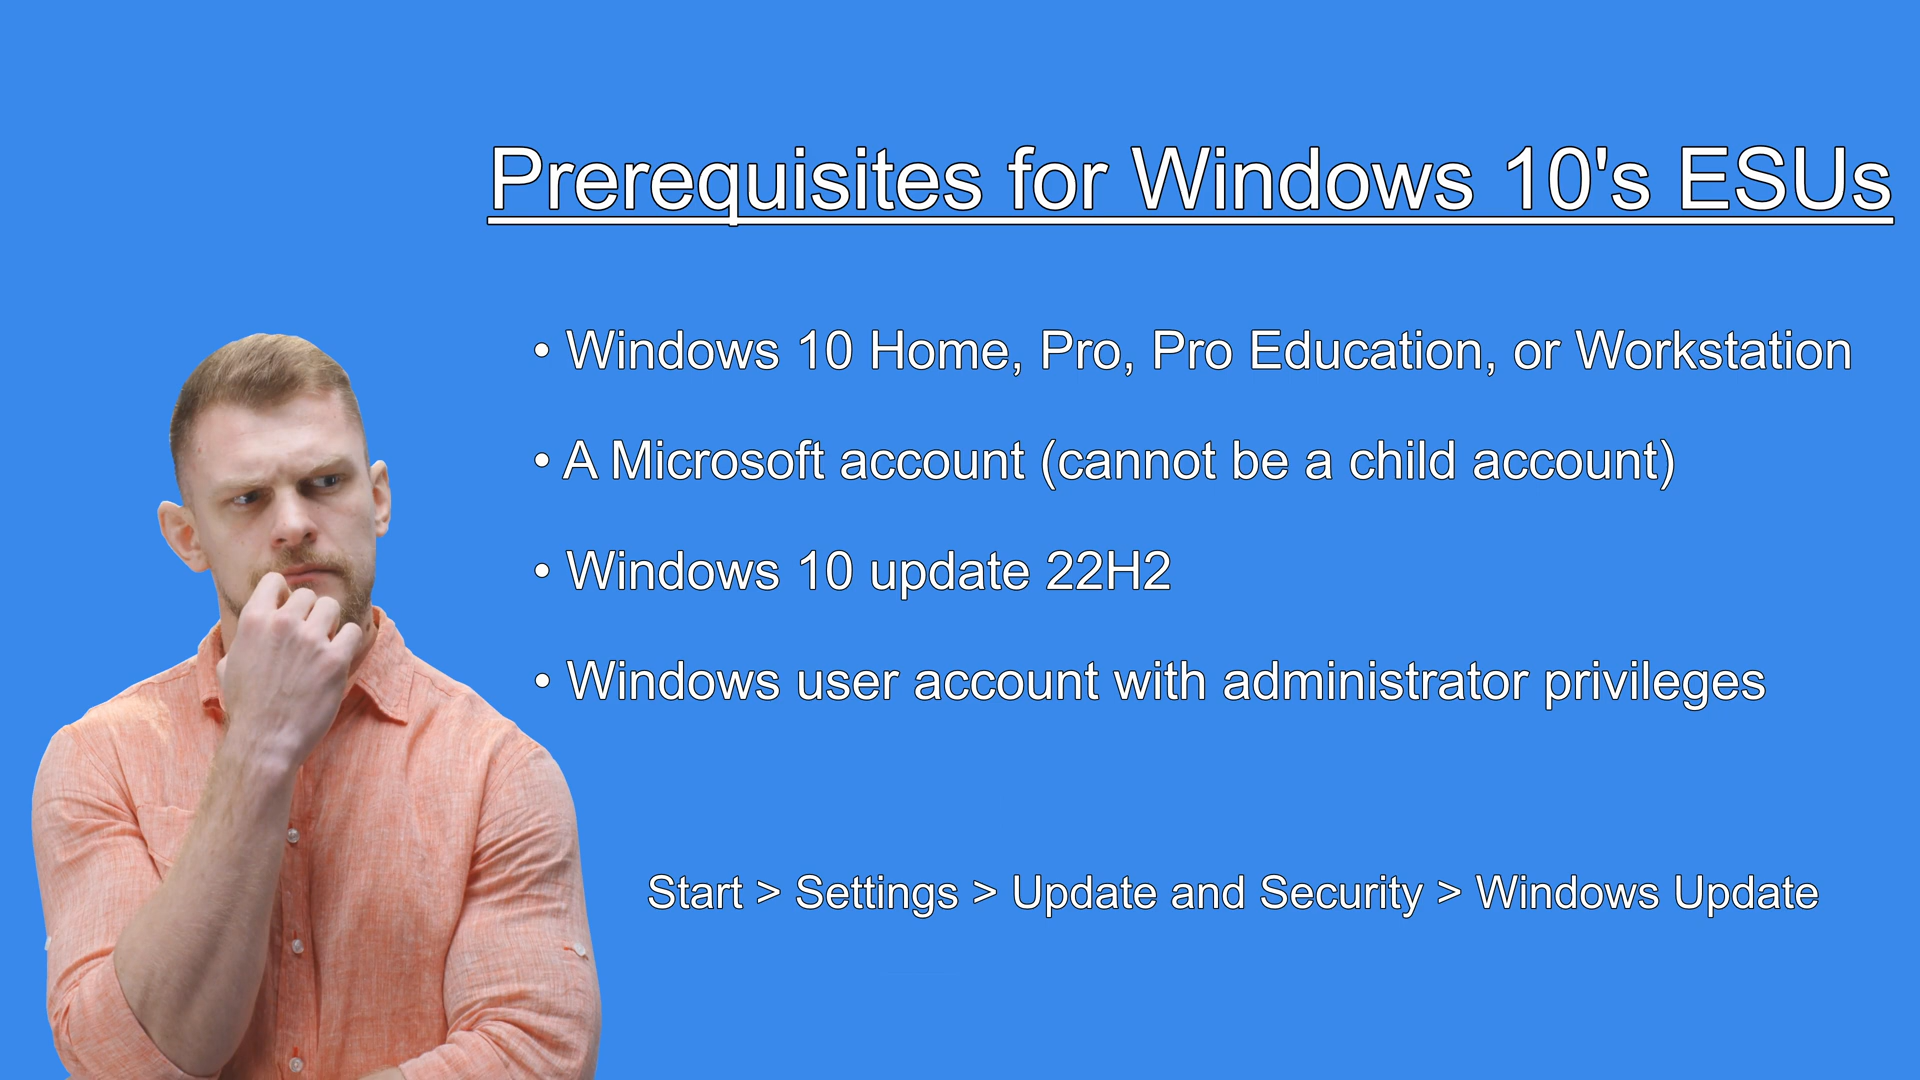 Prerequisites for Windows 10's ESUs
• Windows 10 Home, Pro, Pro Education, or Workstation
• A Microsoft account (cannot be a child account)
• Windows 10 update 22H2
• Windows user account with administrator privileges
Start > Settings > Update and Security > Windows Update